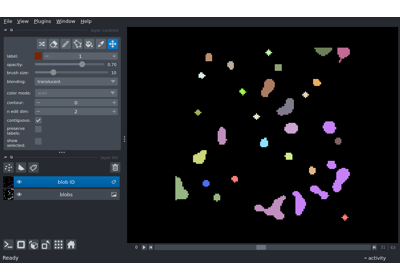 File View Plugins Window Help
label: 1
opacity: 0.70
brush size: 10
blending: translucent
color mode:
contour: 0
n edit dim: 2
contiguous:
preserve labels:
show selected:
blob ID
blobs
Ready
activity